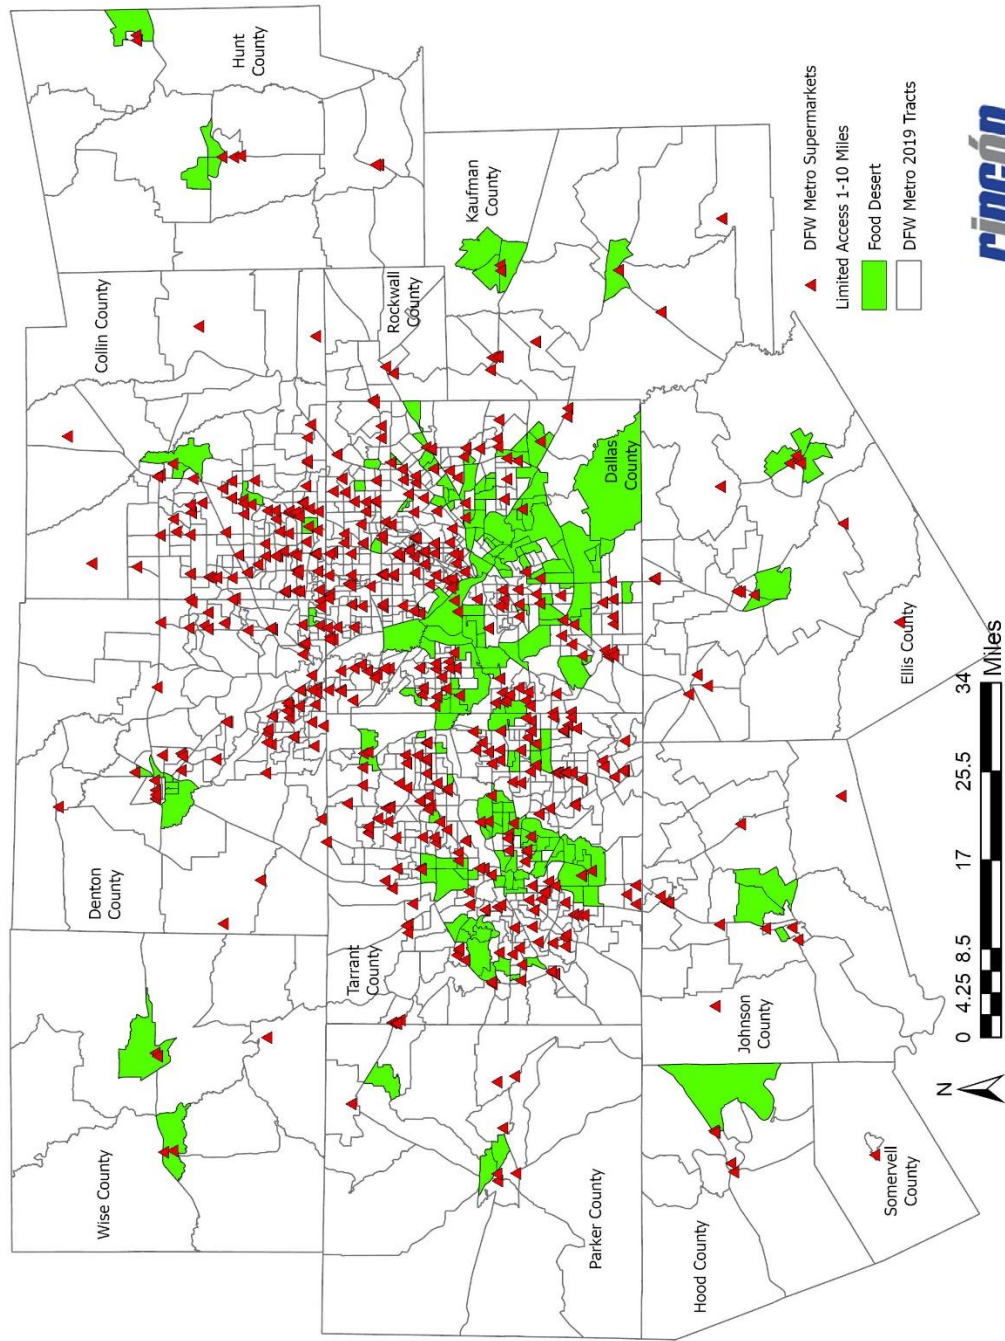 Wise County
Denton
County
Collin County
Hunt
County
Tarrant
County
Rockwall
County
Kaufman
County
Parker County
Dallas
County
Hood County
Johnson
County
Ellis County
Somervell
County
DFW Metro Supermarkets
Limited Access 1-10 Miles
Food Desert
DFW Metro 2019 Tracts
N
0 4.25 8.5 17 25.5 34
Miles
rincón